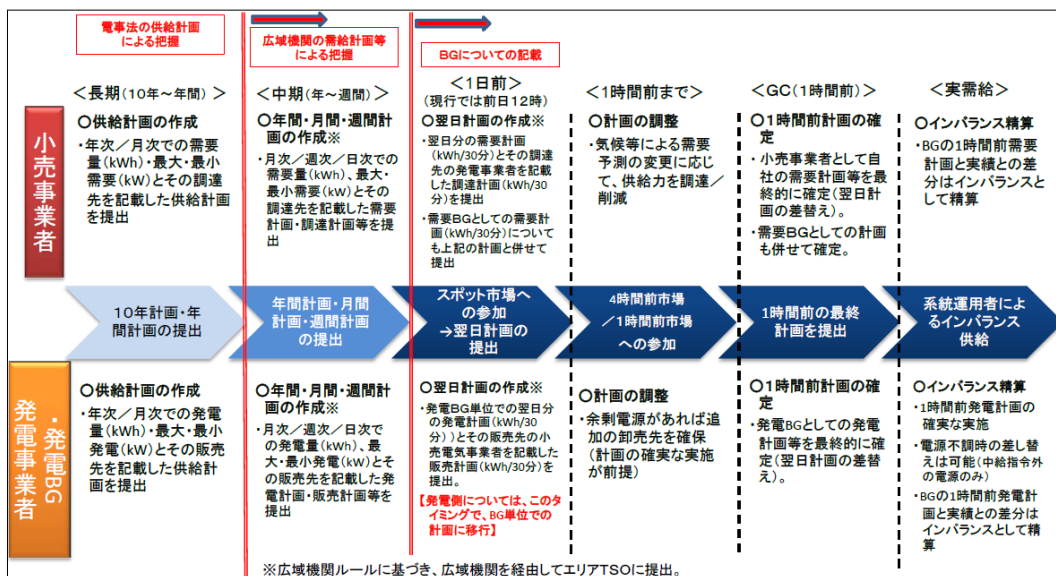 電事法の供給計画
による把握
広域機関の需給計画等
による把握
BGについての記載
＜長期(10年～年間)＞
＜中期(年～週間)＞
＜1日前＞
(現行では前日12時)
＜1時間前まで＞
＜GC(1時間前)＞
＜実需給＞
小売事業者
〇供給計画の作成
・年次／月次での需要
量(kWh)・最大・最小
需要(kW)とその調達
先を記載した供給計画
を提出
〇年間・月間・週間計
画の作成※
・月次／週次／日次での
需要量(kWh)、最大・
最小需要(kW)とその
調達先を記載した需要
計画・調達計画等を提
出
〇翌日計画の作成※
・翌日分の需要計画
(kWh/30分)とその調達
先の発電事業者を記載
した調達計画(kWh/30
分)を提出
・需要BGとしての需要計
画(kWh/30分)について
も上記の計画と併せて
提出
〇計画の調整
・気候等による需要
予測の変更に応じ
て、供給力を調達／
削減
〇1時間前計画の確
定
・小売事業者として自
社の需要計画等を最
終的に確定(翌日計
画の差替え)。
・需要BGとしての計画
も併せて確定。
〇インバランス精算
・BGの1時間前需要
計画と実績との差
分はインバランスと
して精算
10年計画・年
間計画の提出
年間計画・月間
計画・週間計画
の提出
スポット市場へ
の参加
→翌日計画の
提出
4時間前市場
／1時間前市場
への参加
1時間前の最終
計画を提出
系統運用者によ
るインバランス
供給
発電事業者
・発電BG
〇供給計画の作成
・年次／月次での発電
量(kWh)・最大・最小
発電(kW)とその販売
先を記載した供給計
画を提出
〇年間・月間・週間計
画の作成※
・月次／週次／日次で
の発電量(kWh)、最
大・最小発電(kW)と
その販売先を記載した
発電計画・販売計画等を
提出
〇翌日計画の作成※
・発電BG単位での翌日分
の発電計画(kWh/30
分))とその販売先の小
売電気事業者を記載し
た販売計画(kWh/30分)を
提出。
【発電側については、このタ
イミングで、BG単位での
計画に移行】
〇計画の調整
・余剰電源があれば追
加の卸売先を確保
(計画の確実な実施
が前提)
〇1時間前計画の確
定
・発電BGとしての発電
計画等を最終的に確
定(翌日計画の差替
え)。
〇インバランス精算
・1時間前発電計画の
確実な実施
・電源不調時の差し替
えは可能(中給指令外
の電源のみ)
・BGの1時間前発電計
画と実績との差分は
インバランスとして精
算
※広域機関ルールに基づき、広域機関を経由してエリアTSOに提出。